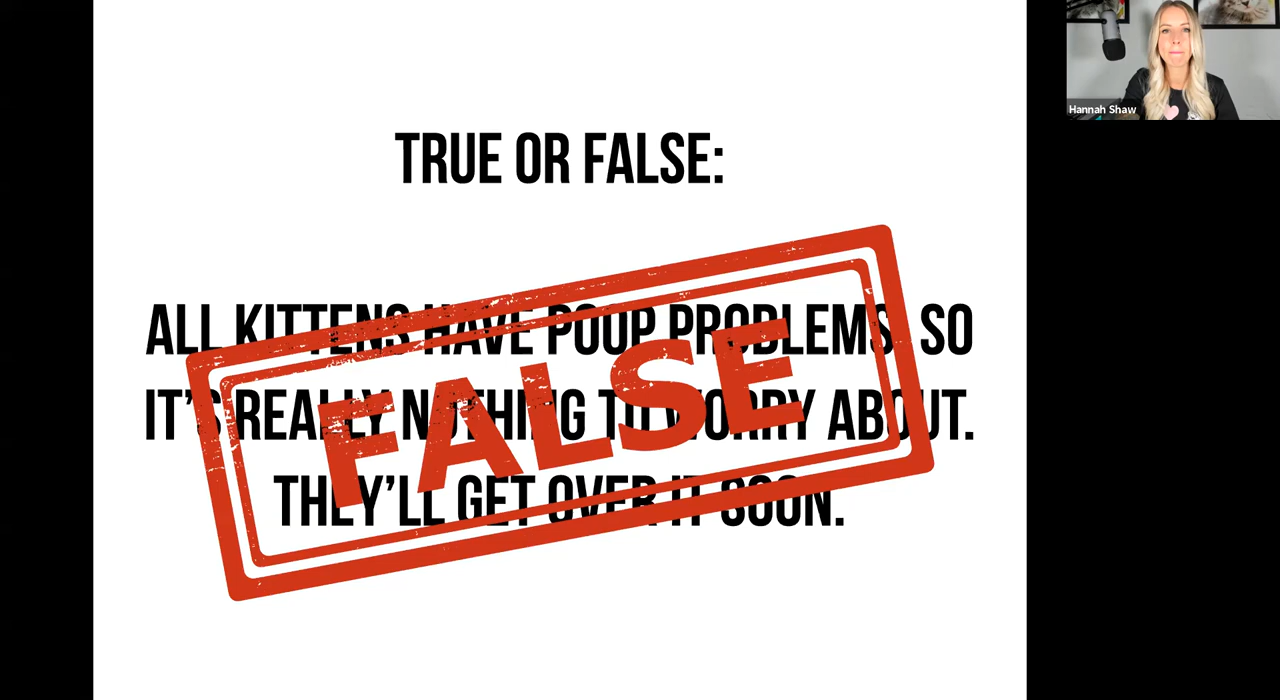 TRUE OR FALSE:
ALL KITTENS HAVE POOP PROBLEMS, SO
IT'S REALLY NOTHING TO WORRY ABOUT.
THEY'LL GET OVER IT SOON.
FALSE
Hannah Shaw